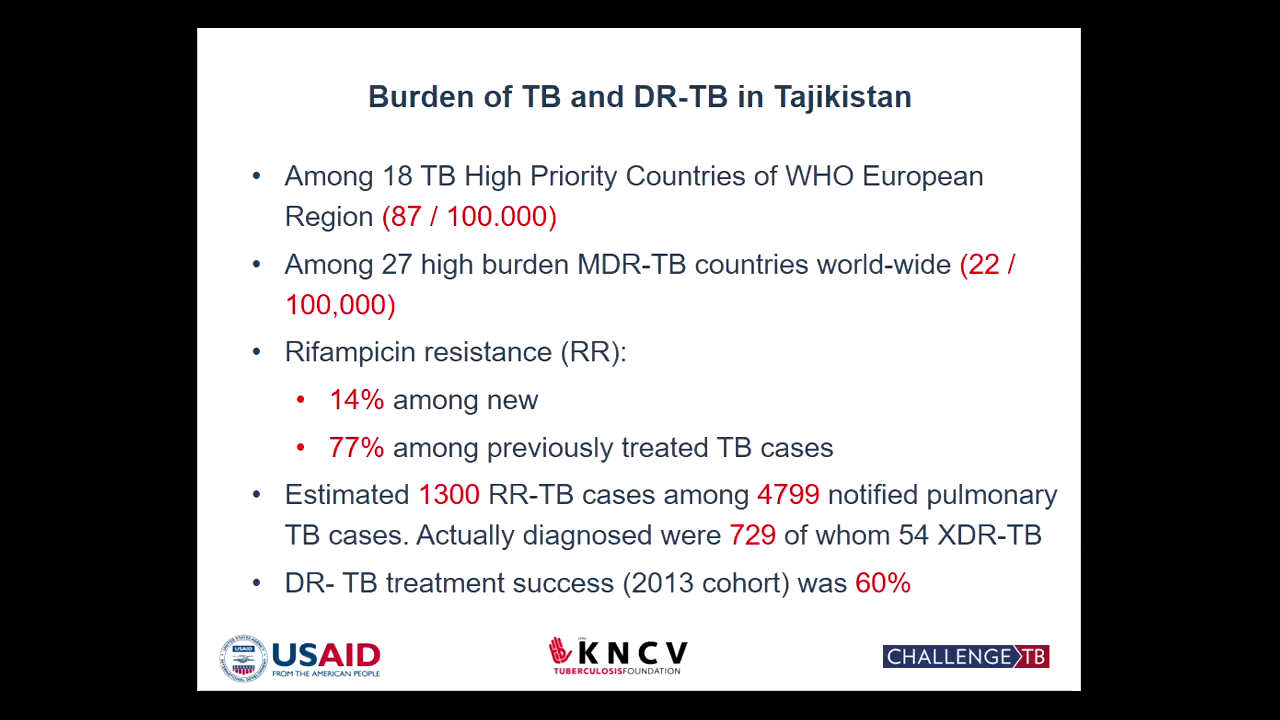 Burden of TB and DR-TB in Tajikistan
• Among 18 TB High Priority Countries of WHO European
Region (87 / 100.000)
• Among 27 high burden MDR-TB countries world-wide (22 /
100,000)
• Rifampicin resistance (RR):
• 14% among new
• 77% among previously treated TB cases
• Estimated 1300 RR-TB cases among 4799 notified pulmonary
TB cases. Actually diagnosed were 729 of whom 54 XDR-TB
• DR- TB treatment success (2013 cohort) was 60%
USAID
USAID
FROM THE AMERICAN PEOPLE
KNCV
TUBERCULOSISFOUNDATION
CHALLENGE TB